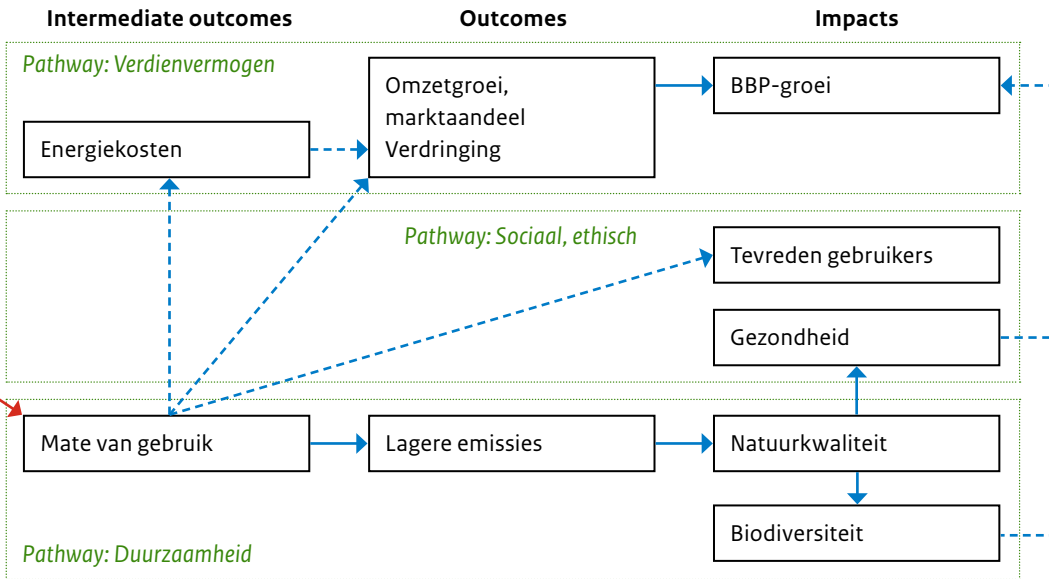 Intermediate outcomes
Outcomes
Impacts
Pathway: Verdienvermogen
Energiekosten
Omzetgroei,
marktaandeel
Verdringing
BBP-groei
Pathway: Sociaal, ethisch
Tevreden gebruikers
Gezondheid
Mate van gebruik
Lagere emissies
Natuurkwaliteit
Biodiversiteit
Pathway: Duurzaamheid